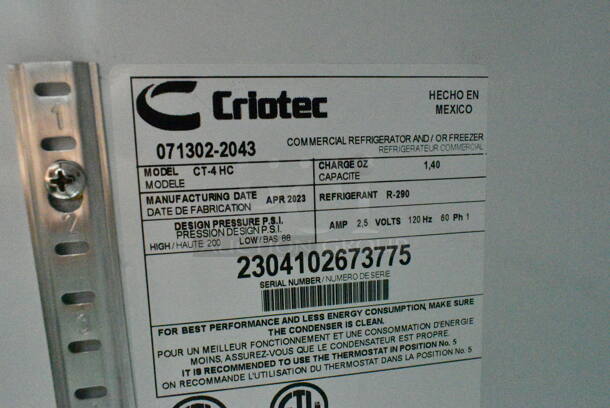 Criotec
HECHO EN
MEXICO
071302-2043
COMMERCIAL REFRIGERATOR AND/OR FREEZER
REFRIGERATEUR COMMERCIAL
MODEL CT-4 HC
MODELE
CHARGE OZ 1,40
CAPACITE
MANUFACTURING DATE APR 2023
DATE DE FABRICATION
REFRIGERANT R-290
DESIGN PRESSURE P.S.I.
PRESSION DESIGN P.S.I.
HIGH/HAUTE 200 LOW/BAS 88
AMP 2,5 VOLTS 120 Hz 60 Ph 1
2304102673775
SERIAL NUMBER / NUMERO DE SERIE
FOR BEST PERFORMANCE AND LESS ENERGY CONSUMPTION, MAKE SURE
THE CONDENSER IS CLEAN.
POUR UN MEILLEUR FONCTIONNEMENT ET UNE CONSOMMATION D'ENERGIE
MOINS, ASSUREZ-VOUS QUE LE CONDENSATEUR EST PROPRE.
IT IS RECOMMENDED TO USE THE THERMOSTAT IN POSITION No. 5
ON RECOMMANDE L'UTILISATION DU THERMOSTAT DANS LA POSITION No. 5
1
2
3